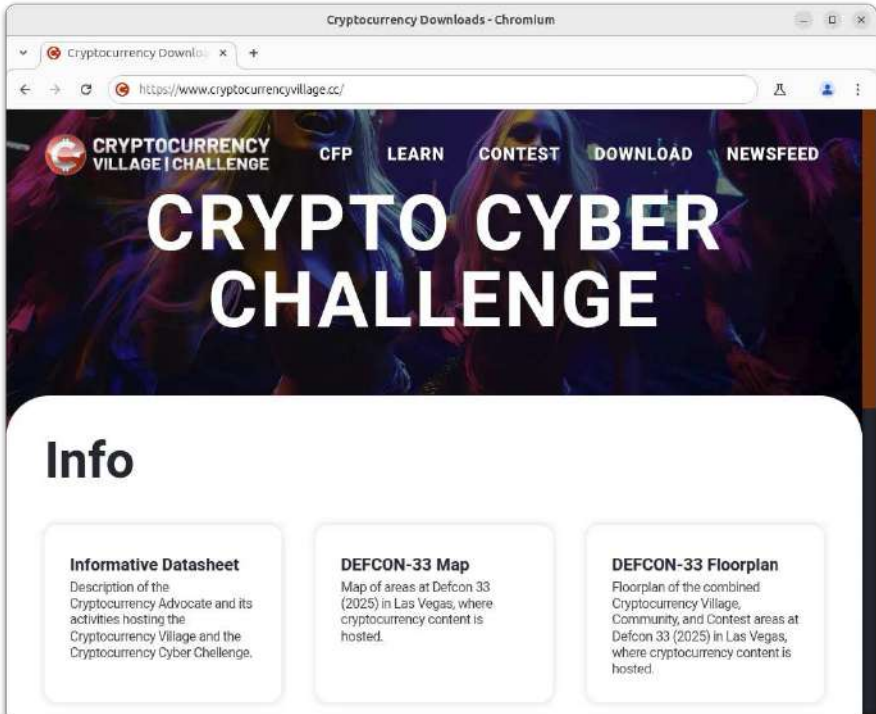 Cryptocurrency Downloads - Chromium
Cryptocurrency Downlo
https://www.cryptocurrencyvillage.cc/
CRYPTOCURRENCY
VILLAGE | CHALLENGE
CFP LEARN CONTEST DOWNLOAD NEWSFEED
CRYPTO CYBER
CHALLENGE
Info
Informative Datasheet
Description of the
Cryptocurrency Advocate and its
activities hosting the
Cryptocurrency Village and the
Cryptocurrency Cyber Chellenge.
DEFCON-33 Map
Map of areas at Defcon 33
(2025) in Las Vegas, where
cryptocurrency content is
hosted.
DEFCON-33 Floorplan
Floorplan of the combined
Cryptocurrency Village,
Community, and Contest areas at
Defcon 33 (2025) in Las Vegas,
where cryptocurrency content is
hosted.